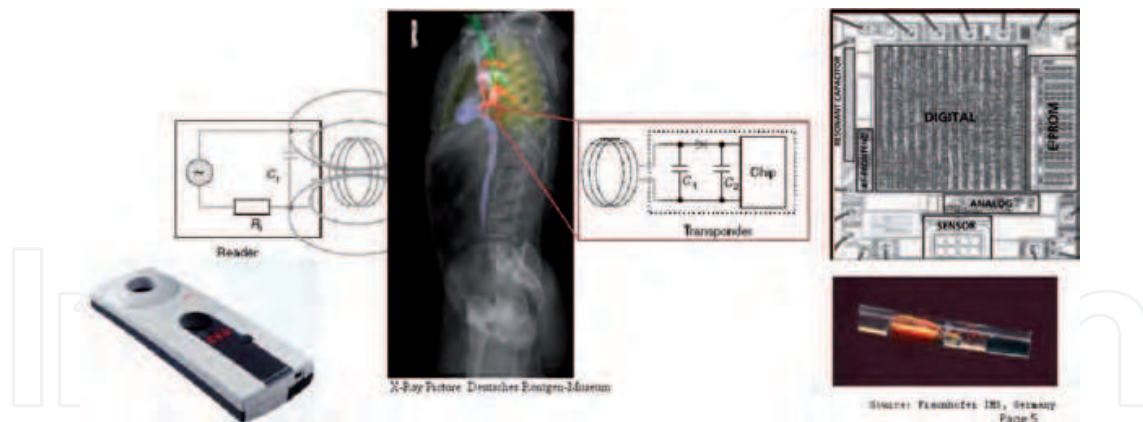 C₁
Rᵢ
Reader
C₁
C₂
Chip
Transponder
RESONANT CAPACITOR
DIGITAL
E²PROM
ANALOG
SENSOR
X-Ray Picture Deutsches Röntgen-Museum
Source: Fraunhofer IMS, Germany
Page 5